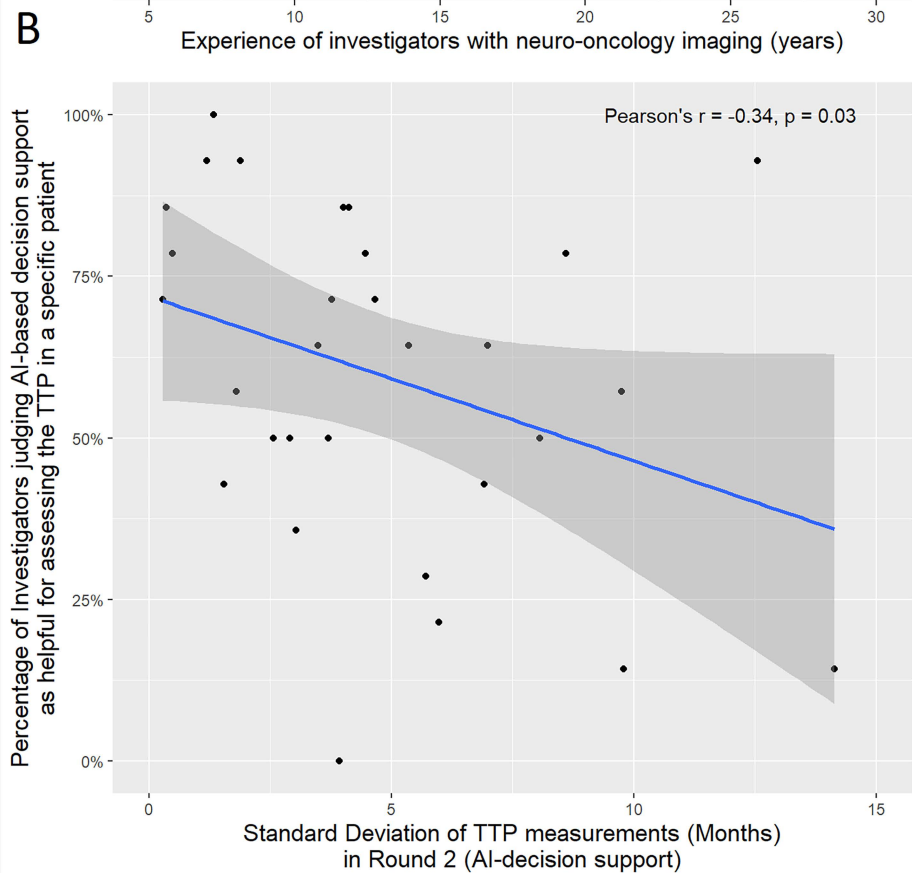 B
5 10 15 20 25 30
Experience of investigators with neuro-oncology imaging (years)
Percentage of Investigators judging AI-based decision support
as helpful for assessing the TTP in a specific patient
Pearson's r = -0.34, p = 0.03
100%
75%
50%
25%
0%
0 5 10 15
Standard Deviation of TTP measurements (Months)
in Round 2 (AI-decision support)